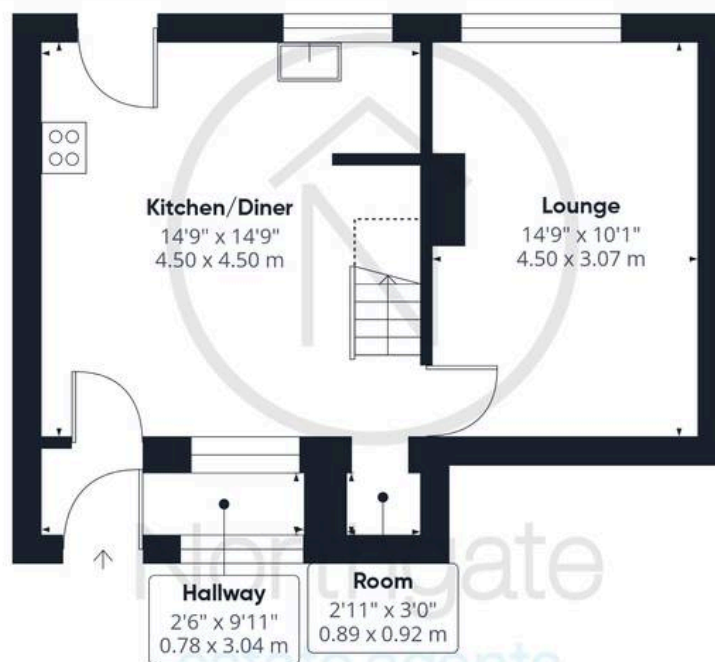 Kitchen/Diner
14'9" x 14'9"
4.50 x 4.50 m
Lounge
14'9" x 10'1"
4.50 x 3.07 m
Northgate
Hallway
2'6" x 9'11"
0.78 x 3.04 m
Room
2'11" x 3'0"
0.89 x 0.92 m
estate agents